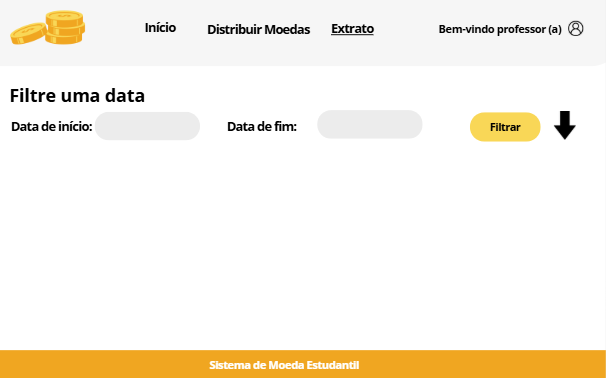 Início Distribuir Moedas Extrato Bem-vindo professor (a)
Filtre uma data
Data de início: Data de fim: Filtrar
Sistema de Moeda Estudantil